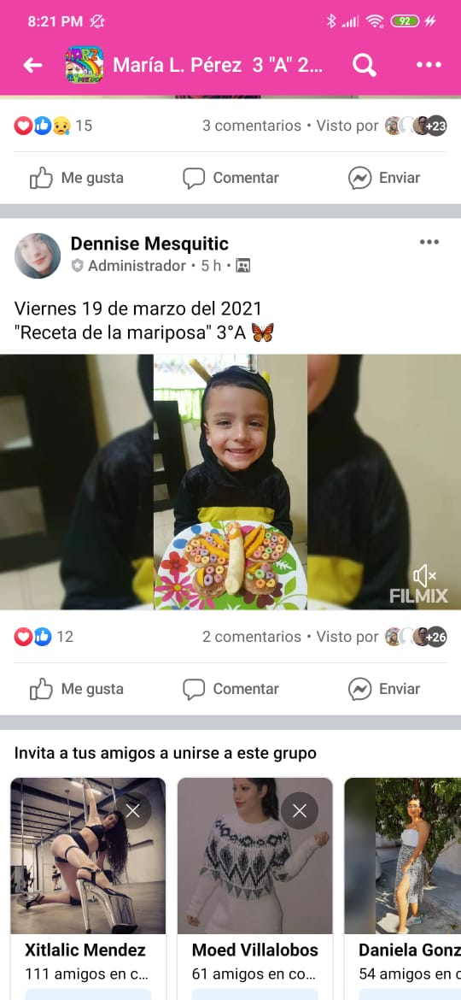 8:21 PM
92
María L. Pérez 3 "A" 2...
15
3 comentarios • Visto por
+23
Me gusta
Comentar
Enviar
Dennise Mesquitic
Administrador • 5 h •
Viernes 19 de marzo del 2021
"Receta de la mariposa" 3°A
FILMIX
12
2 comentarios • Visto por
+26
Me gusta
Comentar
Enviar
Invita a tus amigos a unirse a este grupo
Xitlalic Mendez
111 amigos en c...
Moed Villalobos
61 amigos en co...
Daniela Gonz
54 amigos en c